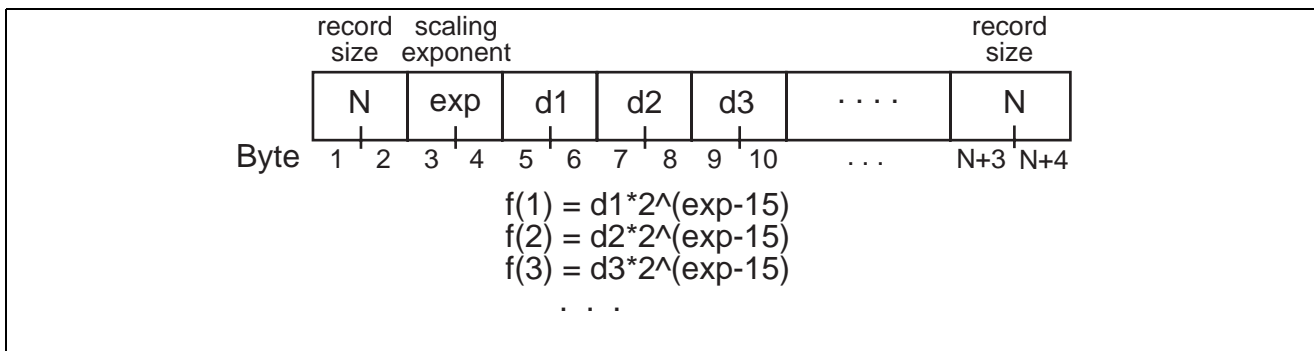 record scaling record
size exponent size
N exp d1 d2 d3 . . . . N
Byte 1 2 3 4 5 6 7 8 9 10 . . . N+3 N+4
f(1) = d1*2^(exp-15)
f(2) = d2*2^(exp-15)
f(3) = d3*2^(exp-15)
. . .